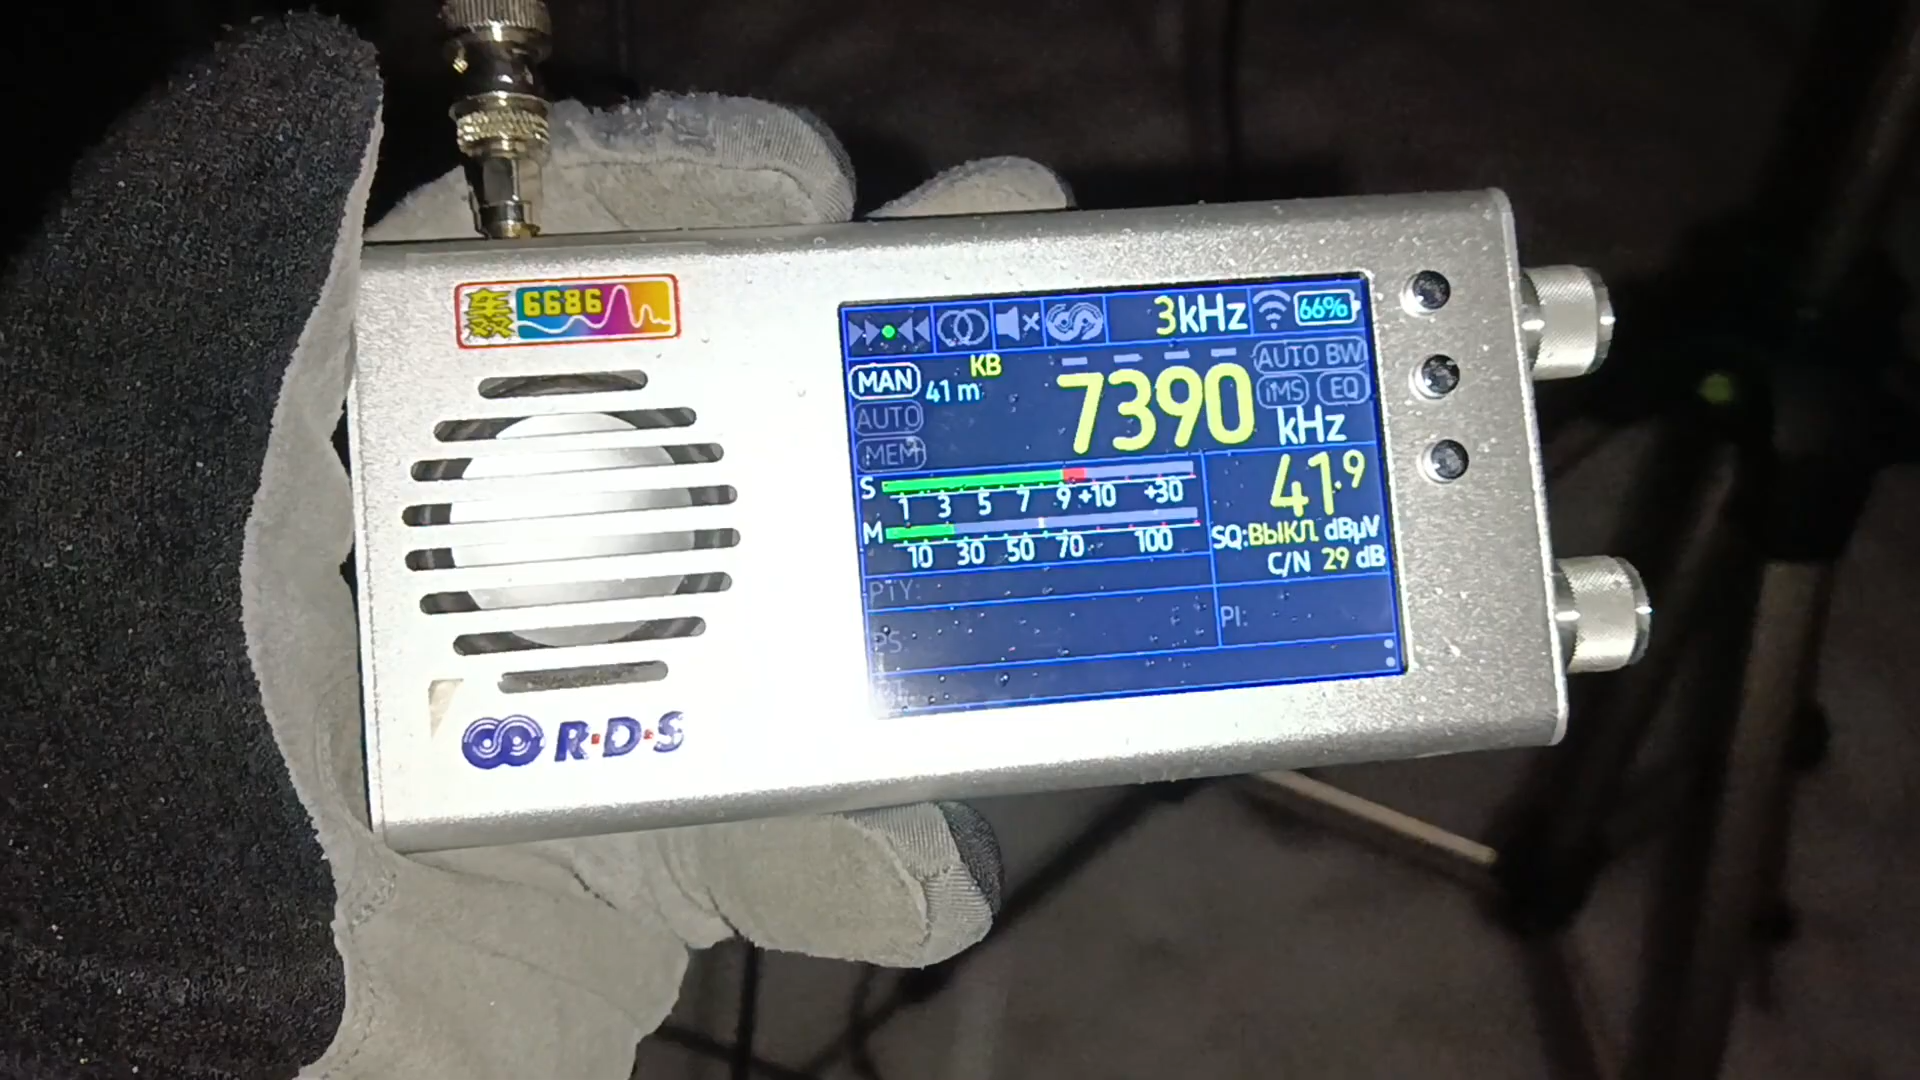 6686
R·D·S
3kHz
66%
MAN
КВ
41 m
7390
kHz
AUTO BW
iMS
EQ
AUTO
MEM
S
1 3 5 7 9 +10 +30
M
10 30 50 70 100
41.9
SQ:ВЫКЛ. dBµV
C/N 29 dB
PTY:
PS:
PI: